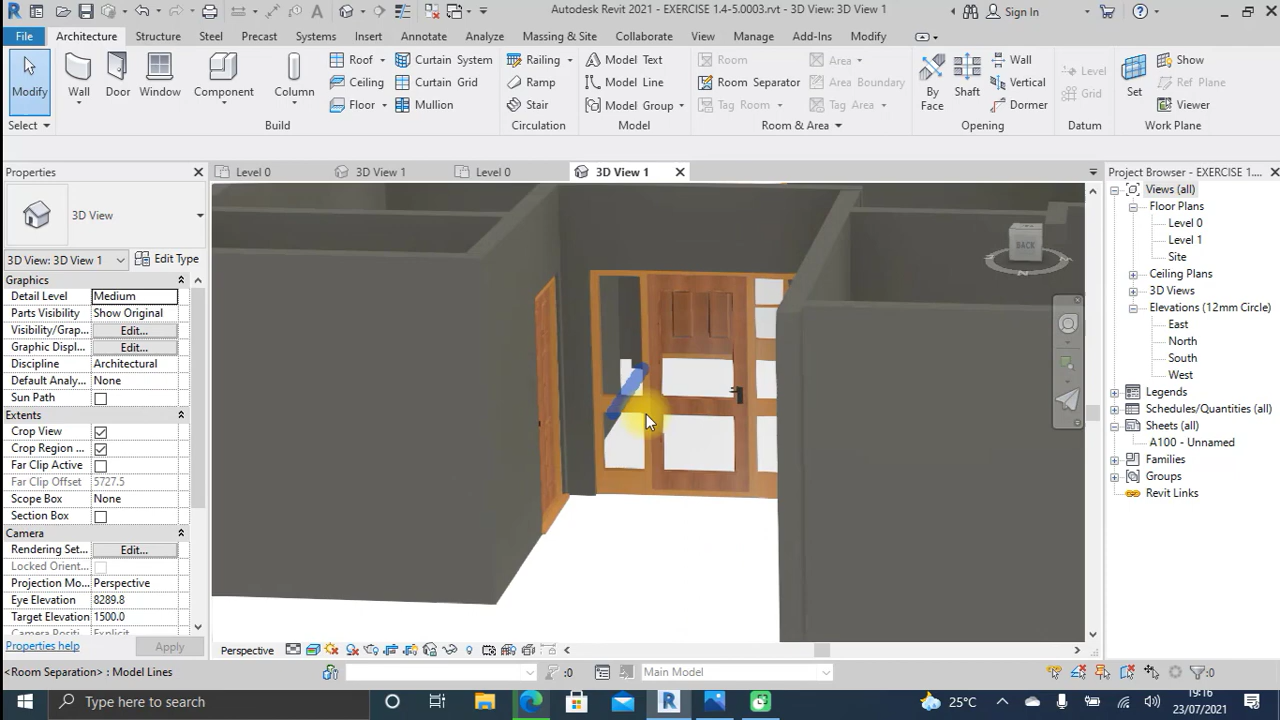 Autodesk Revit 2021 - EXERCISE 1.4-5.0003.rvt - 3D View: 3D View 1
Sign In
File Architecture Structure Steel Precast Systems Insert Annotate Analyze Massing & Site Collaborate View Manage Add-Ins Modify
Modify Wall Door Window Component Column
Roof Curtain System Railing Model Text Room Area Wall Level Show
Ceiling Curtain Grid Ramp Model Line Room Separator Area Boundary Vertical Grid Ref Plane
Floor Mullion Stair Model Group Tag Room Tag Area By Face Shaft Dormer Set Viewer
Select Build Circulation Model Room & Area Opening Datum Work Plane
Properties
Level 0 3D View 1 Level 0 3D View 1
Project Browser - EXERCISE 1....
3D View
3D View: 3D View 1 Edit Type
Graphics
Detail Level Medium
Parts Visibility Show Original
Visibility/Grap... Edit...
Graphic Displ... Edit...
Discipline Architectural
Default Analy... None
Sun Path
Extents
Crop View
Crop Region ...
Far Clip Active
Far Clip Offset 5727.5
Scope Box None
Section Box
Camera
Rendering Set... Edit...
Locked Orient...
Projection Mo... Perspective
Eye Elevation 8289.8
Target Elevation 1500.0
Camera Positi... Explicit
Properties help Apply
BACK
Views (all)
Floor Plans
Level 0
Level 1
Site
Ceiling Plans
3D Views
Elevations (12mm Circle)
East
North
South
West
Legends
Schedules/Quantities (all)
Sheets (all)
A100 - Unnamed
Families
Groups
Revit Links
Perspective
<Room Separation> : Model Lines
:0
Main Model
:0
Type here to search
25°C
19:16
23/07/2021